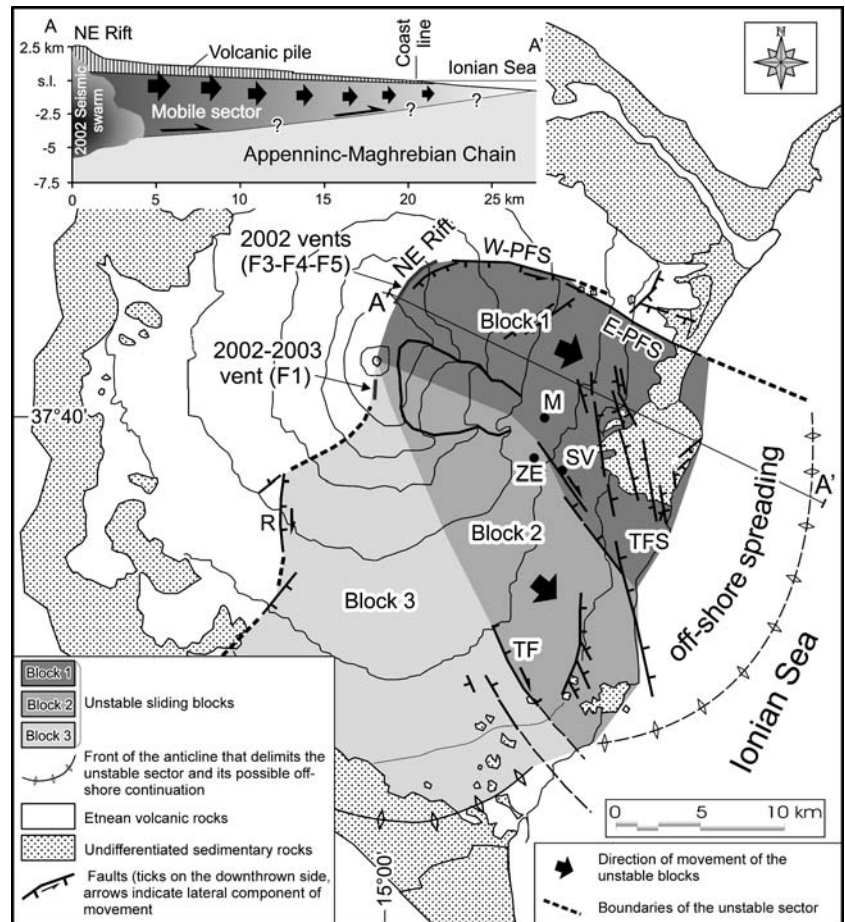 A
NE Rift
Volcanic pile
Coast
line
A'
Ionian Sea
2.5 km
s.l.
-2.5
-5
-7.5
2002 Seismic
swarm
Mobile sector
?
?
?
?
Appenninc-Maghrebian Chain
0
5
10
15
20
25 km
2002 vents
(F3-F4-F5)
NE Rift
W-PFS
A
Block 1
E-PFS
2002-2003
vent (F1)
37°40'
M
ZE
SV
A'
R
Block 2
TFS
Block 3
TF
off-shore spreading
Ionian Sea
Block 1
Block 2
Block 3
Unstable sliding blocks
Front of the anticline that delimits the
unstable sector and its possible off-
shore continuation
Etnean volcanic rocks
Undifferentiated sedimentary rocks
Faults (ticks on the downthrown side,
arrows indicate lateral component of
movement
15°00'
0 5 10 km
Direction of movement of the
unstable blocks
Boundaries of the unstable sector